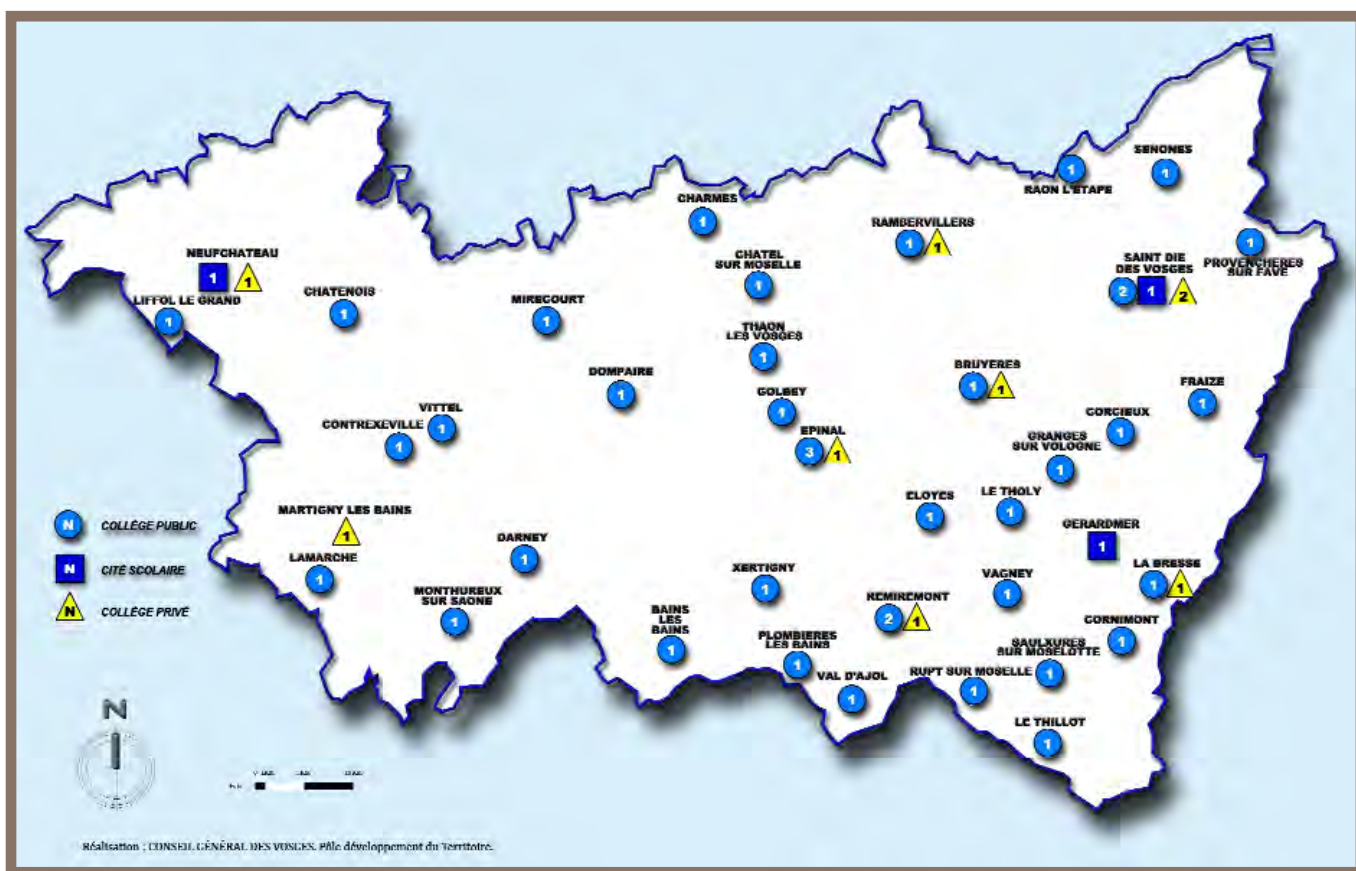 SENONES
1
RAON L'ETAPE
1
CHARMES
1
RAMBERVILLERS
1 1
PROVENCHERES
SUR FAVE
1
NEUFCHATEAU
1 1
CHATEL
SUR MOSELLE
1
SAINT DIE
DES VOSGES
2 1 2
LIFFOL LE GRAND
1
CHATENOIS
1
MIRECOURT
1
THAON
LES VOSGES
1
DOMPAIRE
1
GOLBEY
1
BRUYERES
1 1
FRAIZE
1
VITTEL
1
CONTREXEVILLE
1
EPINAL
3 1
CORCIEUX
1
GRANGES
SUR VOLOGNE
1
ELOYES
1
LE THOLY
1
MARTIGNY LES BAINS
1
GERARDMER
1
LAMARCHE
1
DARNEY
1
XERTIGNY
1
VAGNEY
1
LA BRESSE
1 1
MONTHUREUX
SUR SAONE
1
BAINS
LES
BAINS
1
REMIREMONT
2 1
CORNIMONT
1
PLOMBIERES
LES BAINS
1
SAULXURES
SUR MOSELOTTE
1
VAL D'AJOL
1
RUPT SUR MOSELLE
1
LE THILLOT
1
N COLLÈGE PUBLIC
N CITÉ SCOLAIRE
N COLLÈGE PRIVÉ
N
Réalisation : CONSEIL GÉNÉRAL DES VOSGES. Pôle développement du Territoire.